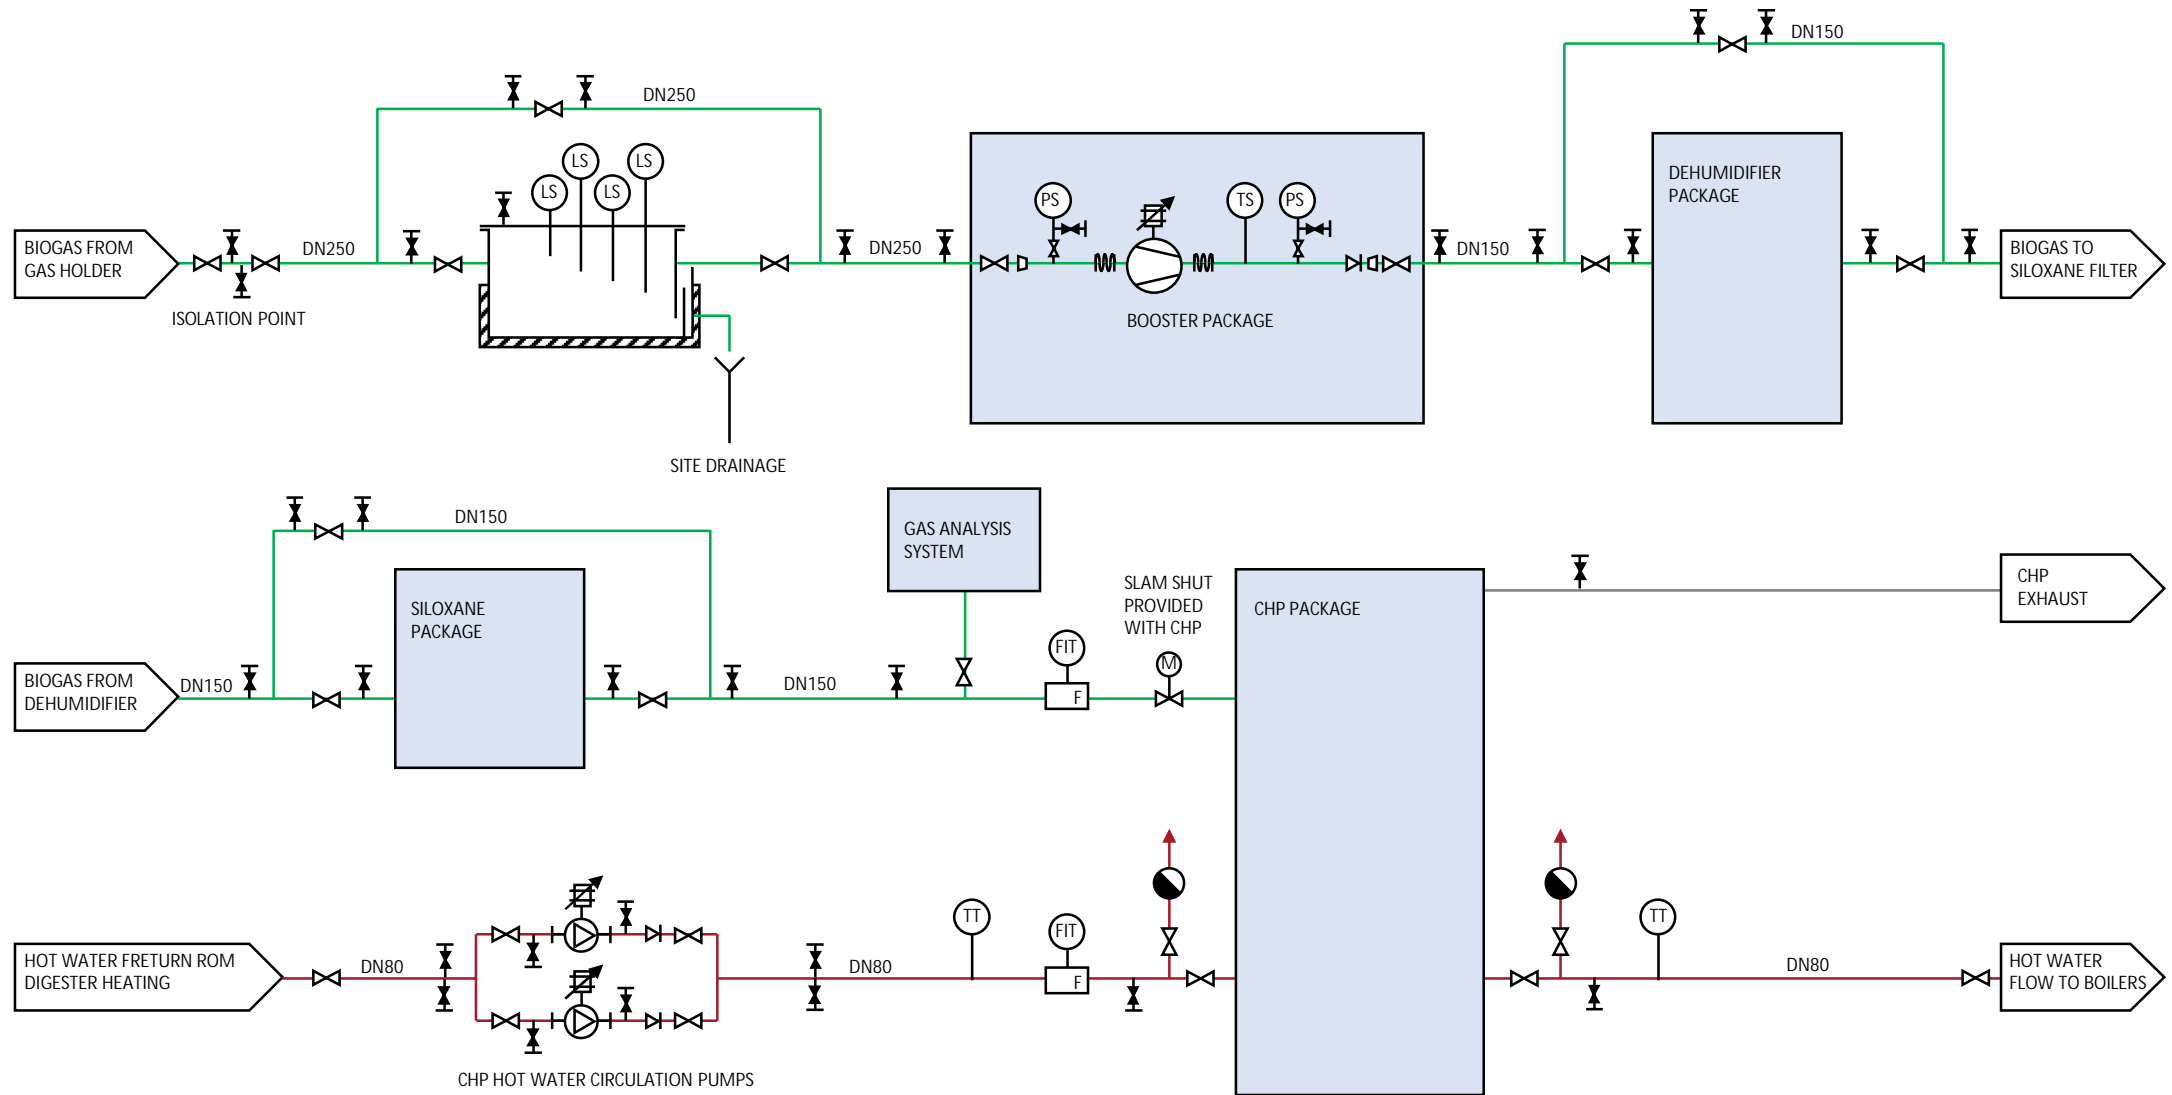 DN150
DN250
LS
LS
LS
LS
DEHUMIDIFIER
PACKAGE
PS
TS
PS
BIOGAS FROM
GAS HOLDER
DN250
DN250
DN150
BIOGAS TO
SILOXANE FILTER
ISOLATION POINT
BOOSTER PACKAGE
SITE DRAINAGE
DN150
GAS ANALYSIS
SYSTEM
SLAM SHUT
PROVIDED
WITH CHP
CHP
EXHAUST
SILOXANE
PACKAGE
CHP PACKAGE
FIT
M
BIOGAS FROM
DEHUMIDIFIER
DN150
DN150
F
TT
FIT
TT
HOT WATER FRETURN ROM
DIGESTER HEATING
DN80
DN80
F
DN80
HOT WATER
FLOW TO BOILERS
CHP HOT WATER CIRCULATION PUMPS